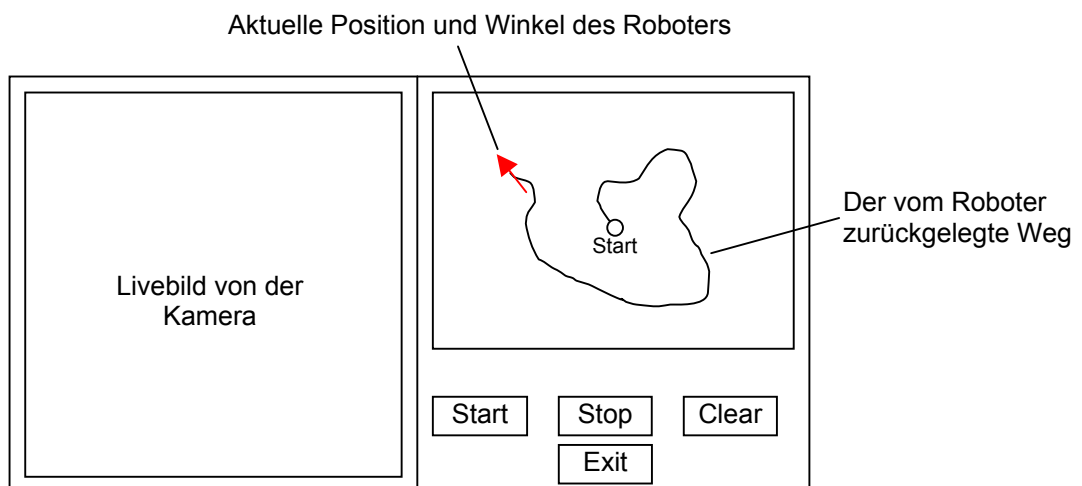 Aktuelle Position und Winkel des Roboters
Livebild von der
Kamera
Start
Der vom Roboter
zurückgelegte Weg
Start
Stop
Clear
Exit